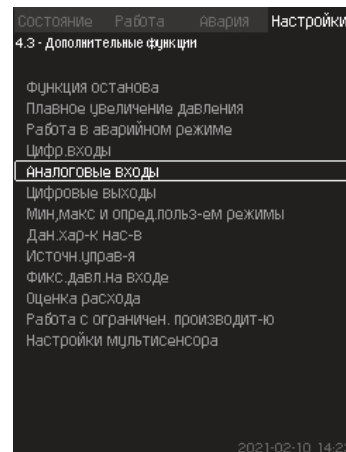 Состояние Работа Авария Настройки
4.3 - Дополнительные функции
Функция останова
Плавное увеличение давления
Работа в аварийном режиме
Цифр.входы
Аналоговые входы
Цифровые выходы
Мин,макс и опред.польз-ем режимы
Дан.хар-к нас-в
Источн.упрaв-я
Фикс.давл.на входе
Оценка расхода
Работа с ограничен. производит-ю
Настройки мультисенсора
2021-02-10 14:2